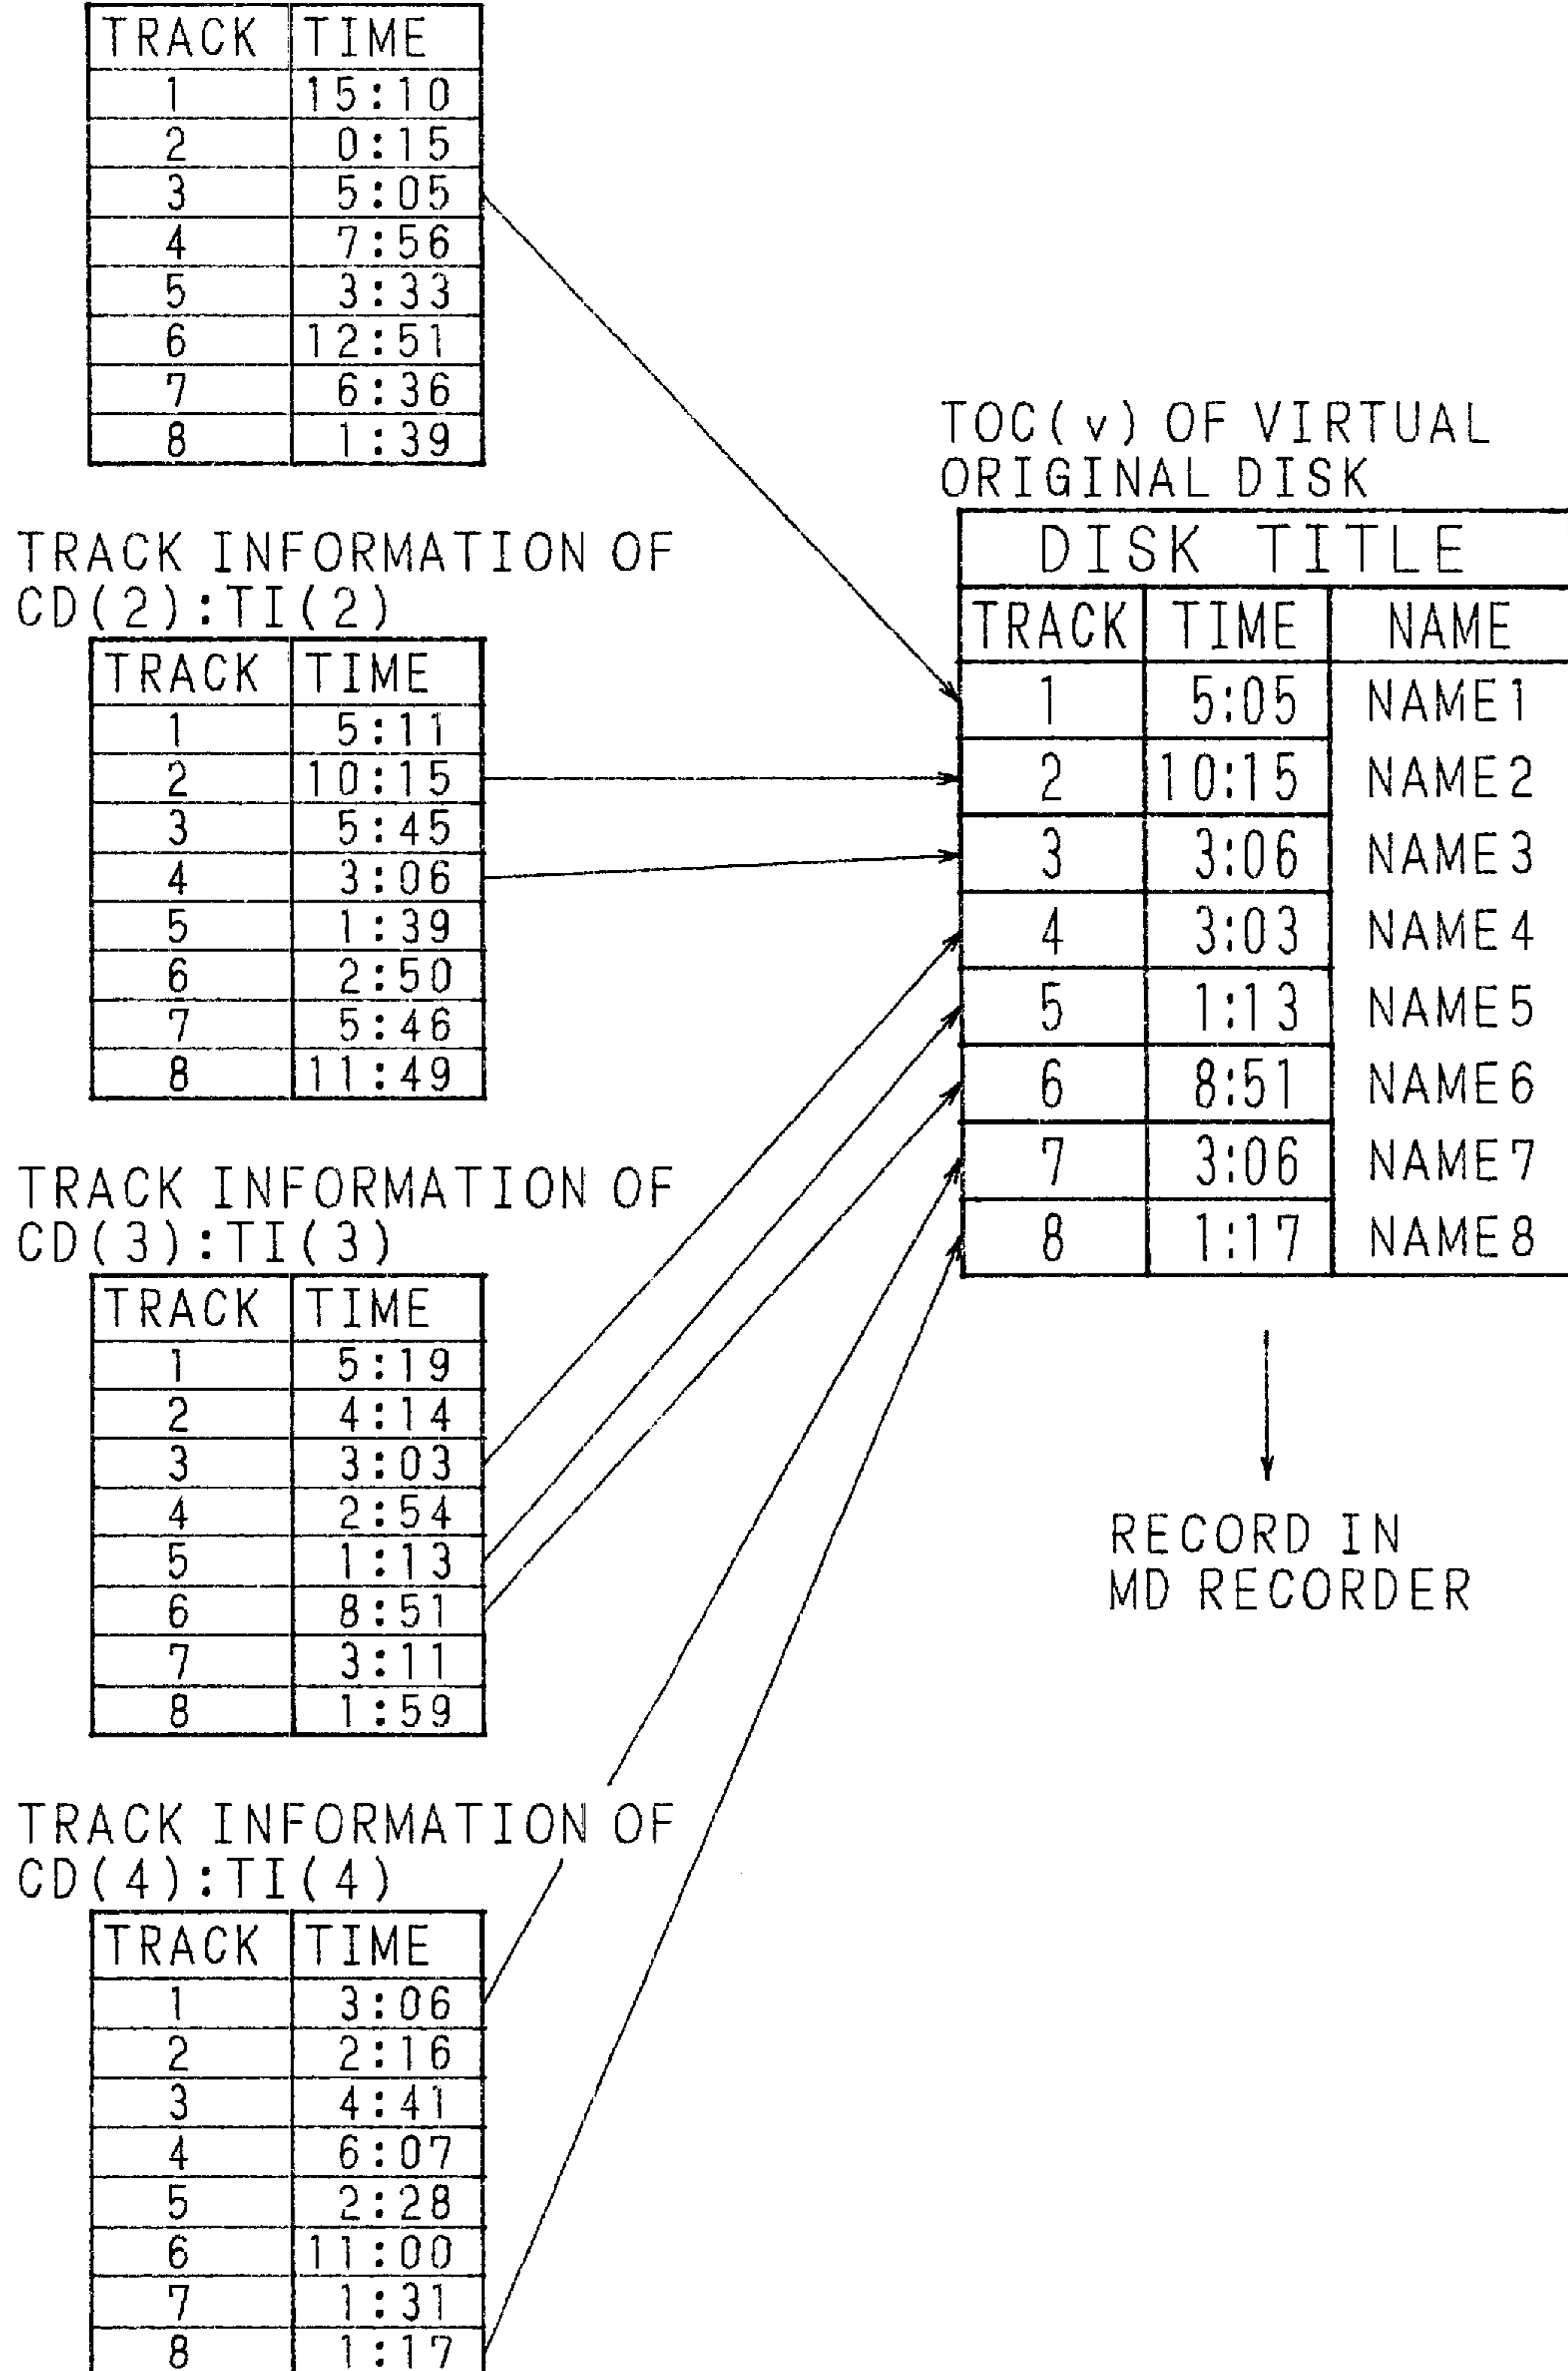 TRACK TIME
1 15:10
2 0:15
3 5:05
4 7:56
5 3:33
6 12:51
7 6:36
8 1:39
TRACK INFORMATION OF
CD(2):TI(2)
TRACK TIME
1 5:11
2 10:15
3 5:45
4 3:06
5 1:39
6 2:50
7 5:46
8 11:49
TRACK INFORMATION OF
CD(3):TI(3)
TRACK TIME
1 5:19
2 4:14
3 3:03
4 2:54
5 1:13
6 8:51
7 3:11
8 1:59
TRACK INFORMATION OF
CD(4):TI(4)
TRACK TIME
1 3:06
2 2:16
3 4:41
4 6:07
5 2:28
6 11:00
7 1:31
8 1:17
TOC(v) OF VIRTUAL
ORIGINAL DISK
DISK TITLE
TRACK TIME NAME
1 5:05 NAME1
2 10:15 NAME2
3 3:06 NAME3
4 3:03 NAME4
5 1:13 NAME5
6 8:51 NAME6
7 3:06 NAME7
8 1:17 NAME8
RECORD IN
MD RECORDER